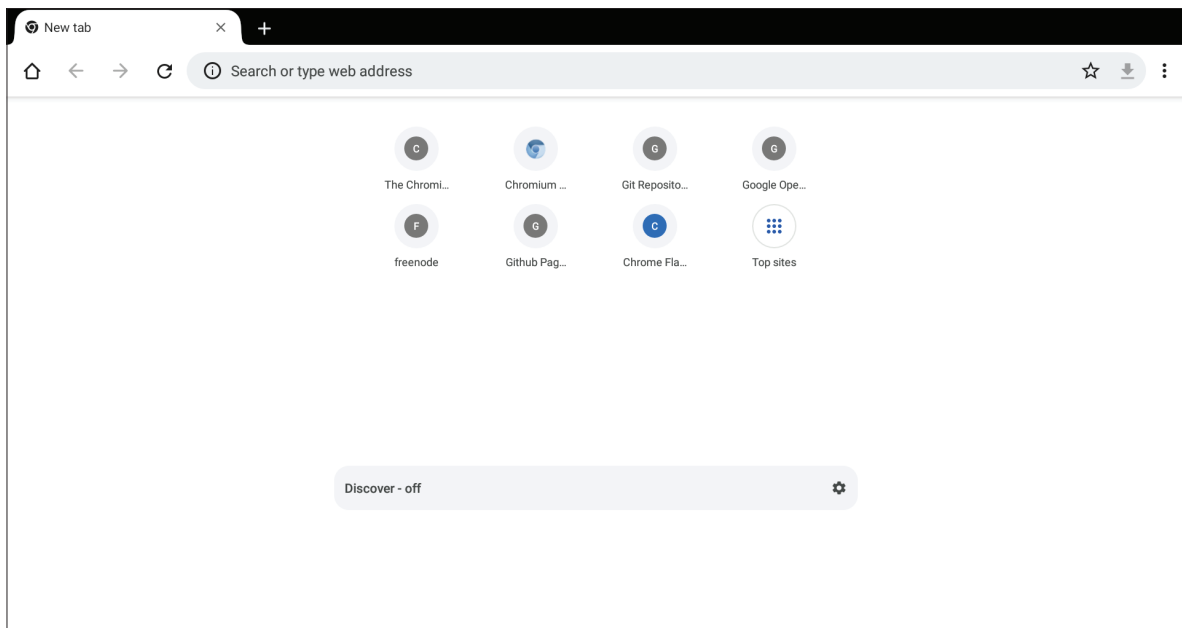 New tab
Search or type web address
C
G
G
The Chromi...
Chromium ...
Git Reposito...
Google Ope...
F
G
C
freenode
Github Pag...
Chrome Fla...
Top sites
Discover - off